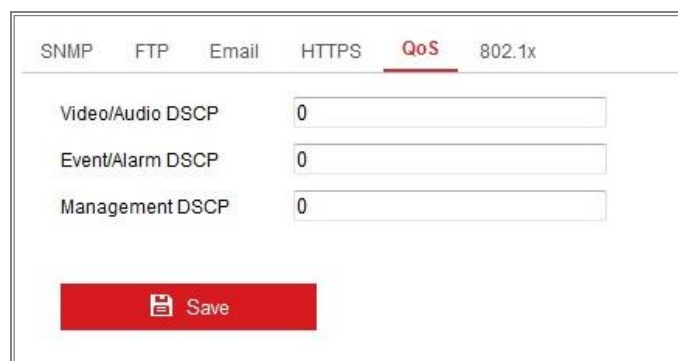 SNMP FTP Email HTTPS QoS 802.1x
Video/Audio DSCP 0
Event/Alarm DSCP 0
Management DSCP 0
Save